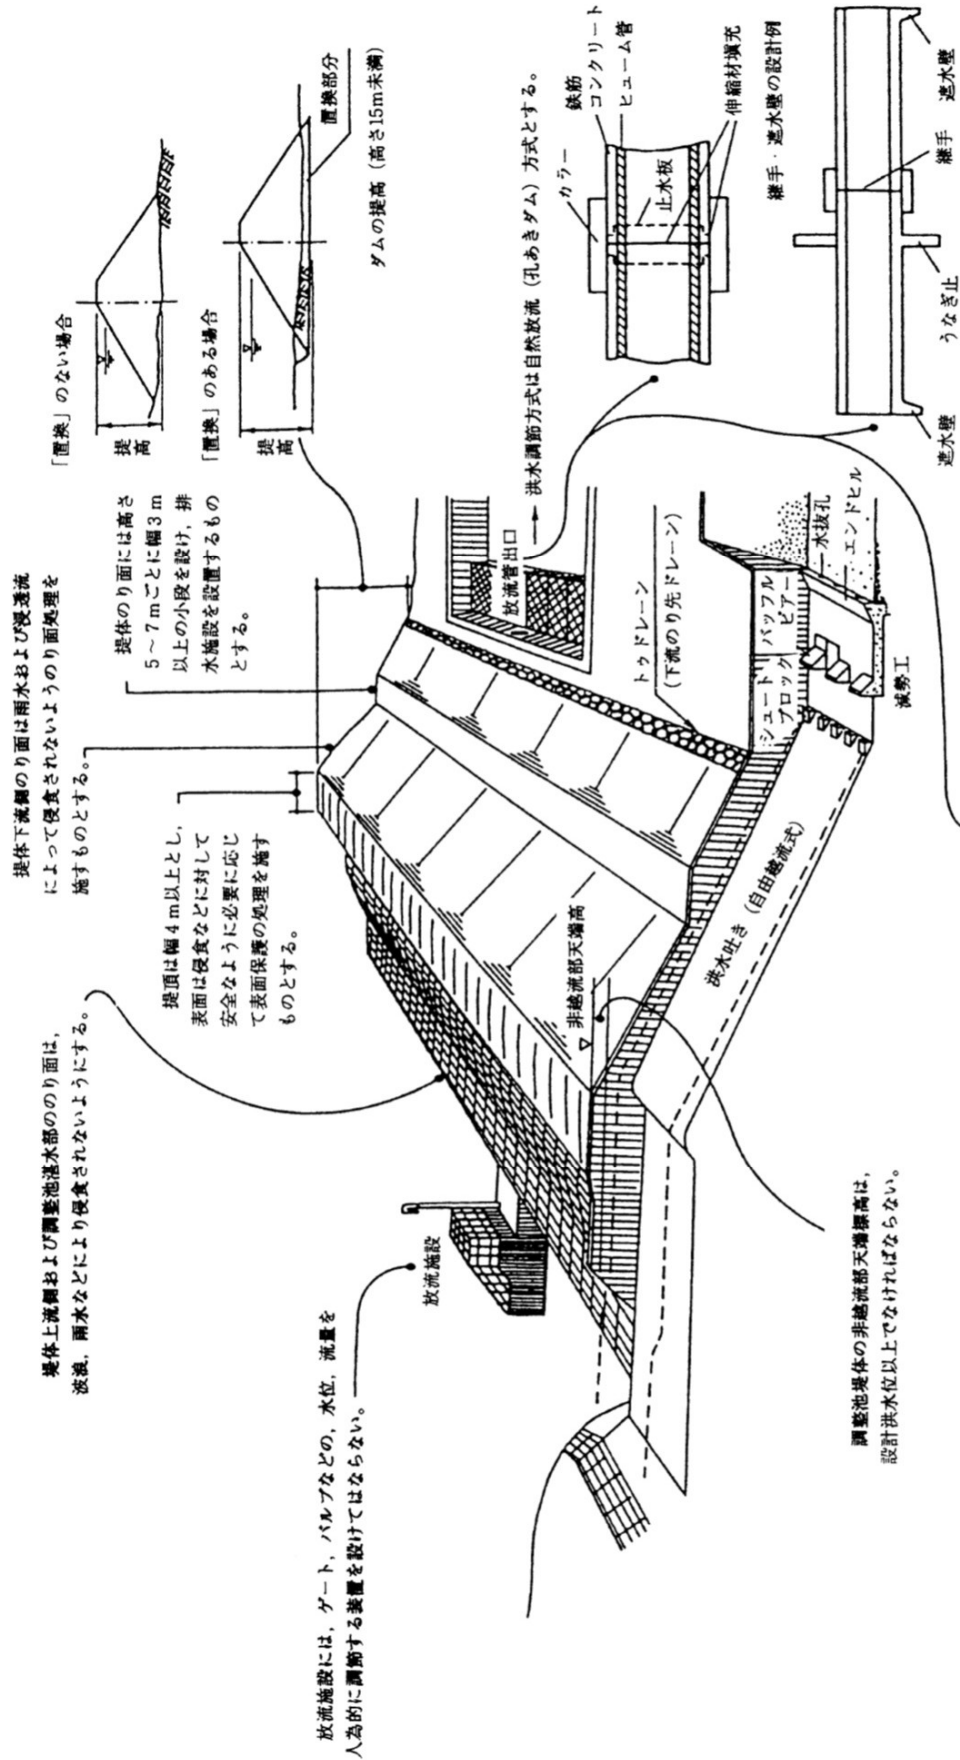 堤体上流側および調整池湛水部ののり面は，
波浪，雨水などにより侵食されないようにする。
提体下流側のり面は雨水および浸透流
によって侵食されないようのり面処理を
施すものとする。
提体のり面には高さ
5～7mごとに幅3m
以上の小段を設け，排
水施設を設置するもの
とする。
提頂は幅4m以上とし，
表面は侵食などに対して
安全なように必要に応じ
て表面保護の処理を施す
ものとする。
「置換」のない場合
提高
「置換」のある場合
提高
置換部分
ダムの提高（高さ15m未満）
放流施設には，ゲート，バルブなどの，水位，流量を
人為的に調節する装置を設けてはならない。
放流施設
非越流部天端高
放流管出口
洪水調節方式は自然放流（孔あきダム）方式とする。
トゥドレーン
（下流のり先ドレーン）
シュート
ブロック
バッフル
ピアー
水抜孔
エンドヒル
減勢工
洪水吐き（自由越流式）
調整池堤体の非越流部天端標高は，
設計洪水位以上でなければならない。
カラー
鉄筋
コンクリート
ヒューム管
止水板
伸縮材填充
継手・遮水壁の設計例
遮水壁
うなぎ止
継手
遮水壁